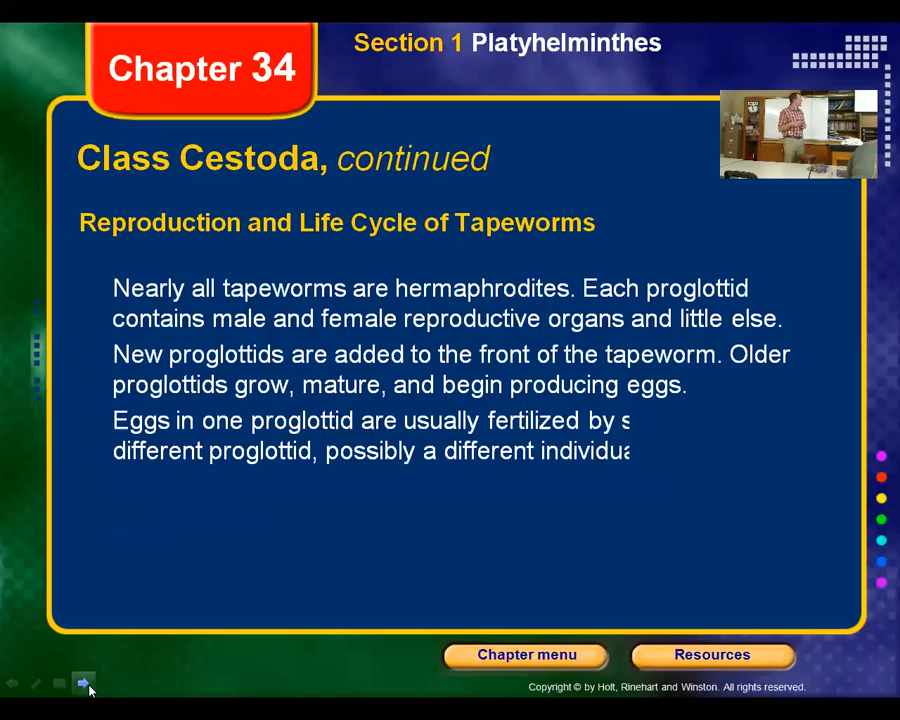 Chapter 34
Section 1 Platyhelminthes
Class Cestoda, continued
Reproduction and Life Cycle of Tapeworms
Nearly all tapeworms are hermaphrodites. Each proglottid
contains male and female reproductive organs and little else.
New proglottids are added to the front of the tapeworm. Older
proglottids grow, mature, and begin producing eggs.
Eggs in one proglottid are usually fertilized by
different proglottid, possibly a different
Chapter menu
Resources
Copyright © by Holt, Rinehart and Winston. All rights reserved.